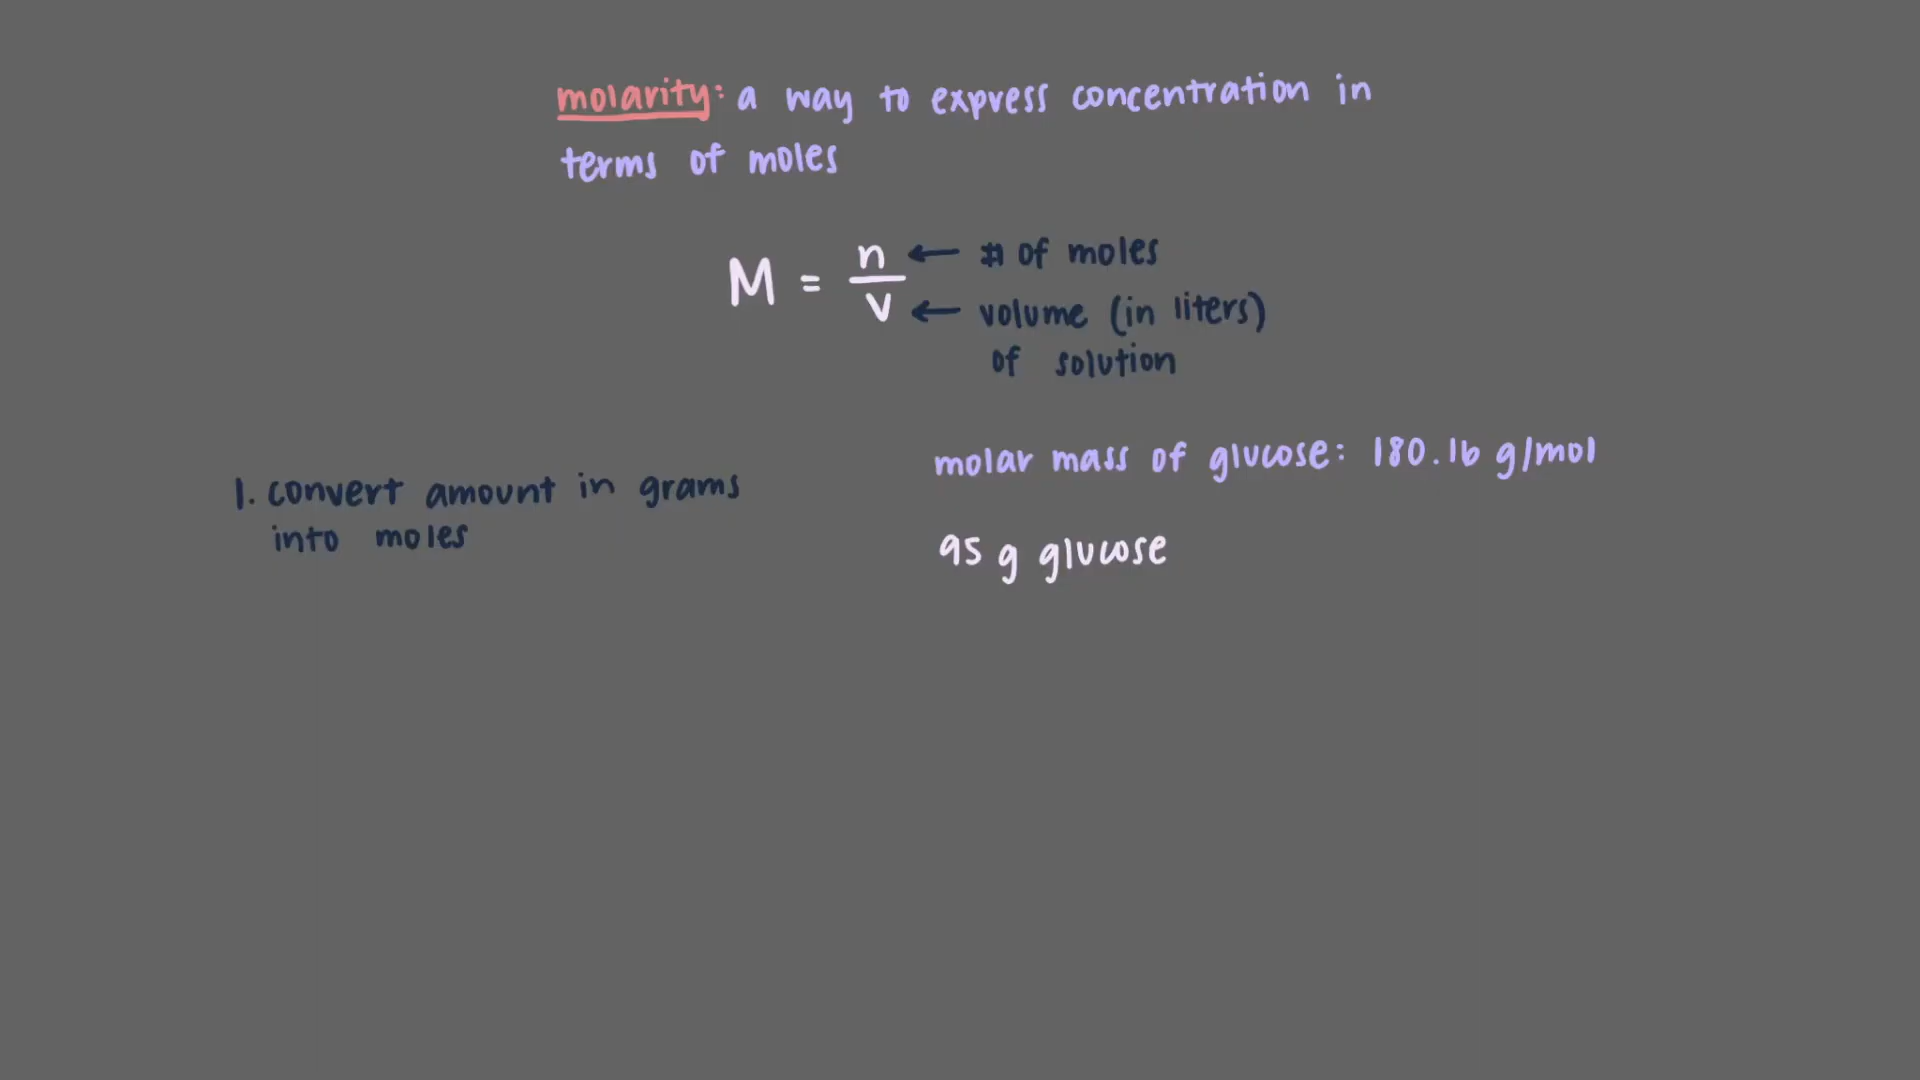 molarity: a way to express concentration in
terms of moles
M = n/v
← # of moles
← volume (in liters)
of solution
1. convert amount in grams
into moles
molar mass of glucose: 180.16 g/mol
95 g glucose